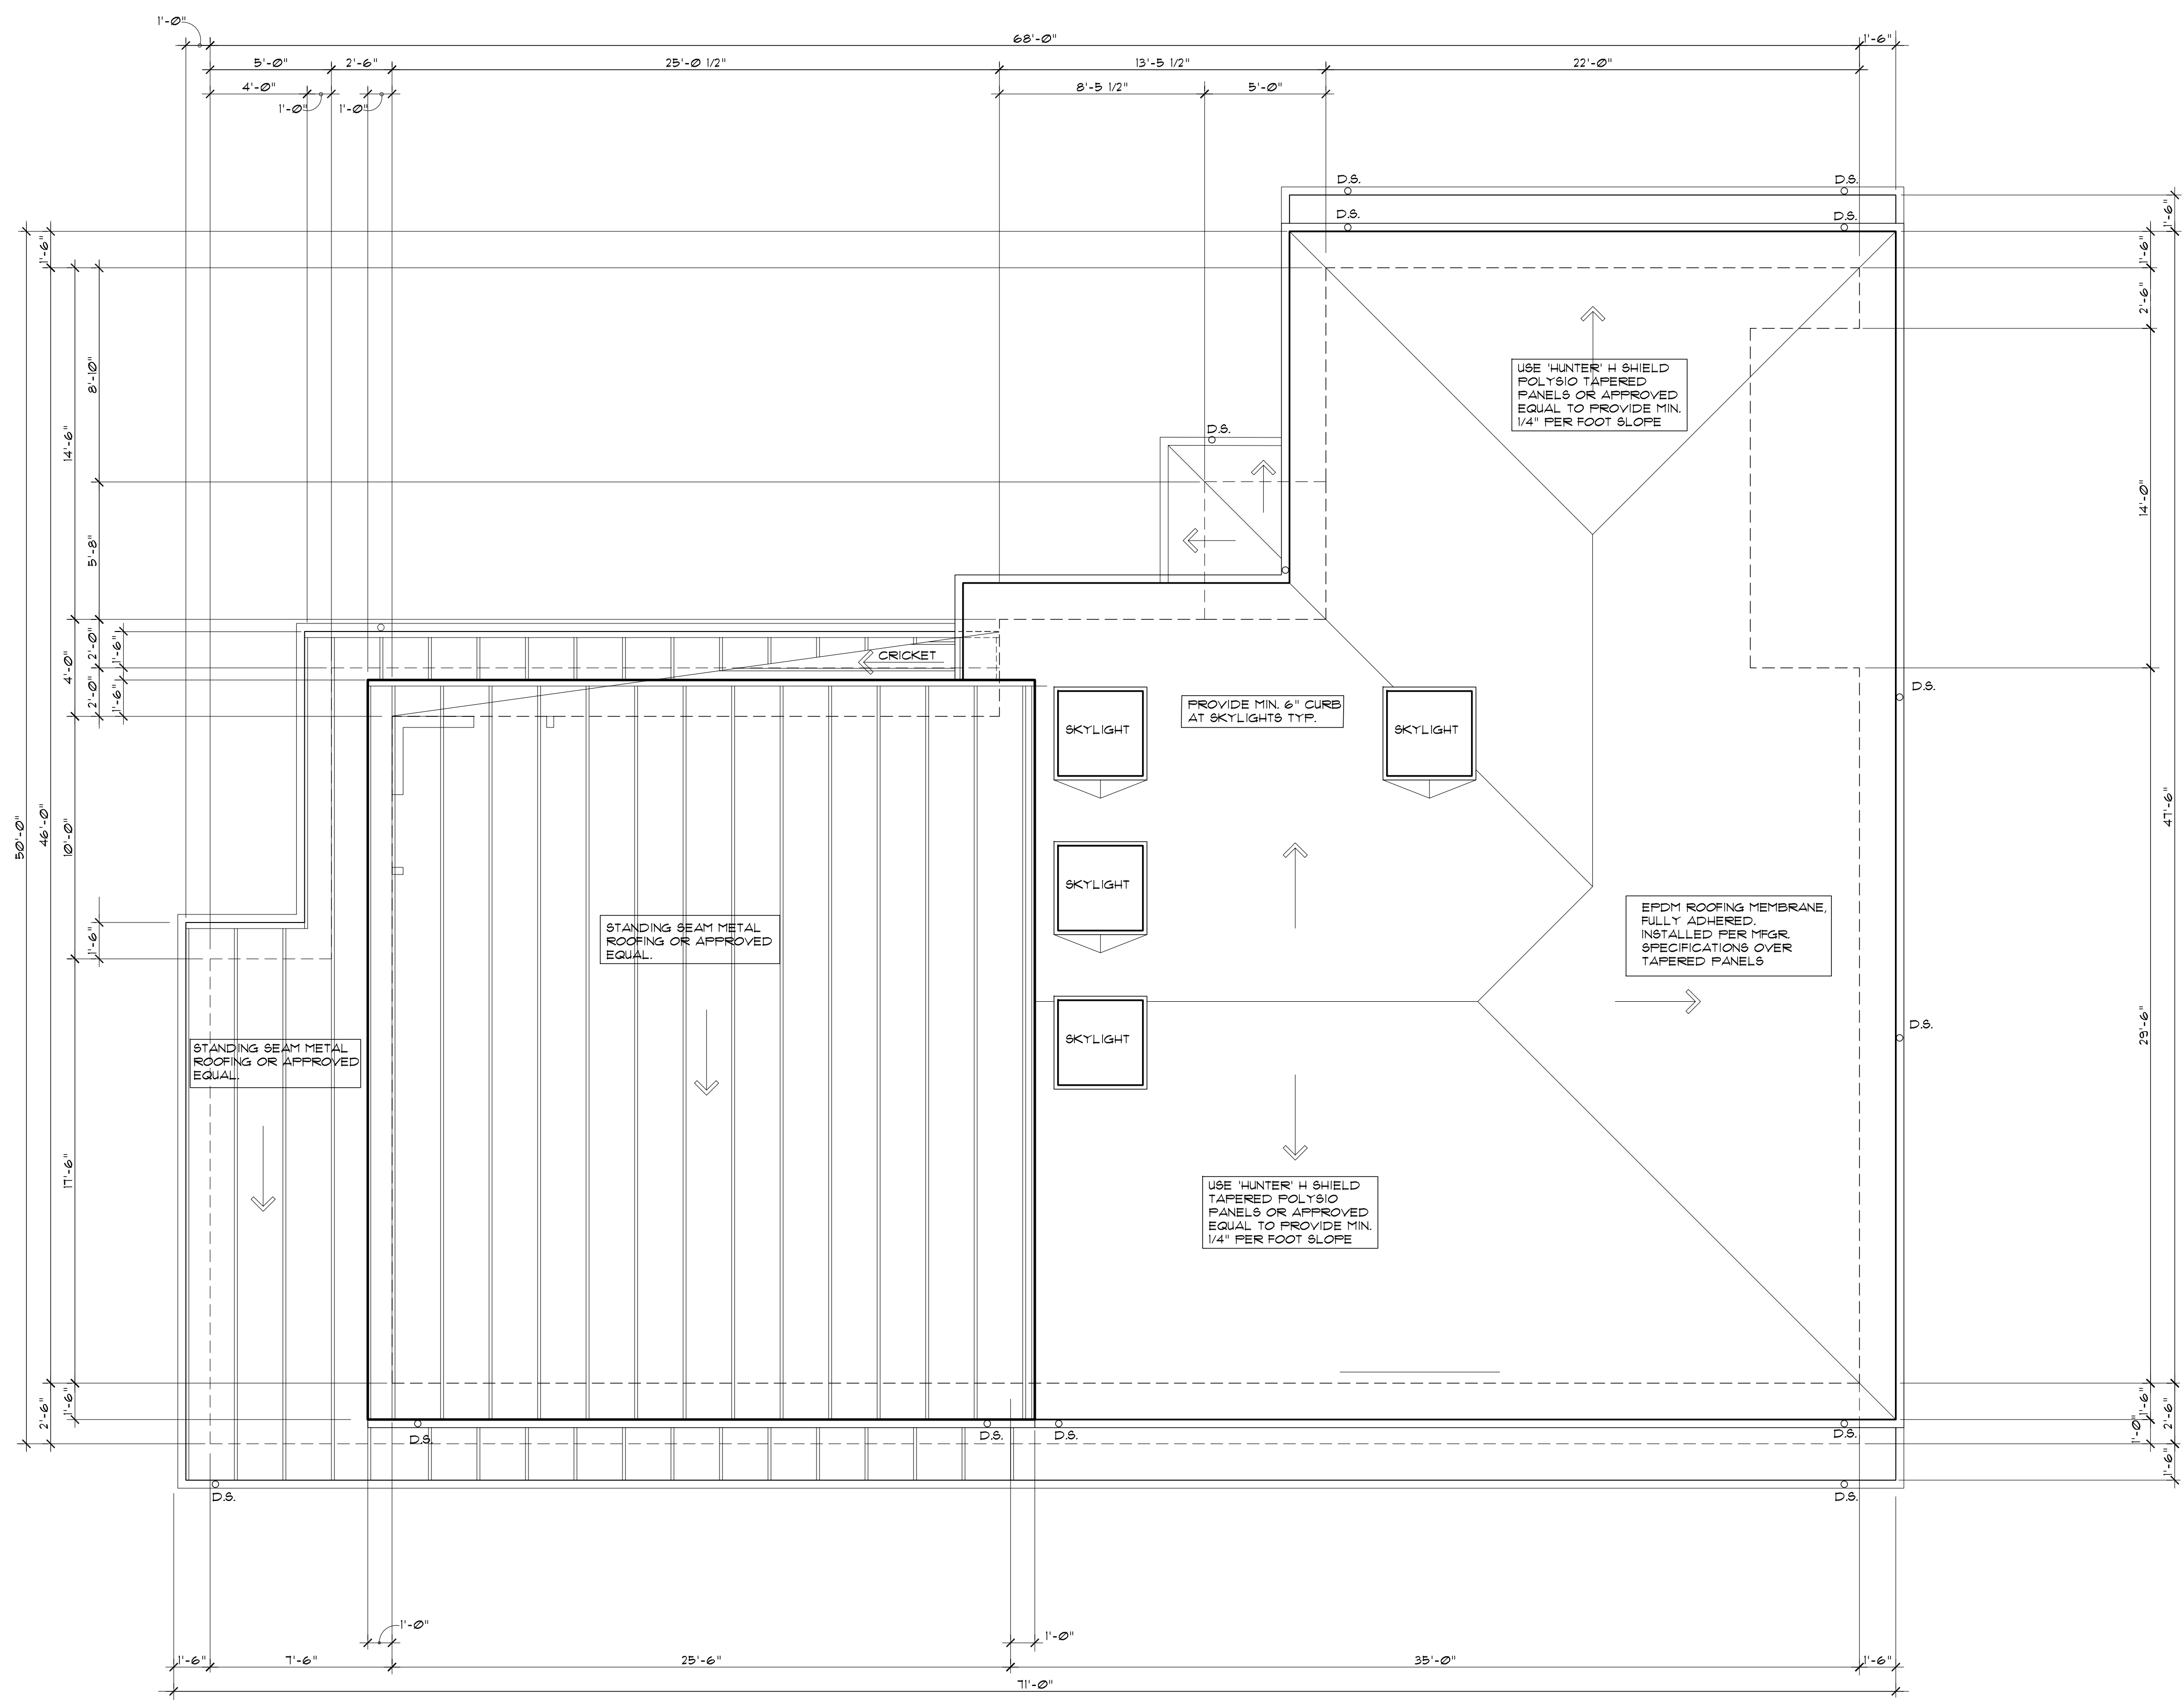 1'-0"
68'-0"
1'-6"
5'-0"
2'-6"
25'-0 1/2"
13'-5 1/2"
22'-0"
4'-0"
1'-0"
1'-0"
8'-5 1/2"
5'-0"
D.S.
D.S.
D.S.
D.S.
1'-6"
1'-6"
1'-6"
2'-6"
8'-10"
14'-6"
USE 'HUNTER' H SHIELD
POLYSIO TAPERED
PANELS OR APPROVED
EQUAL TO PROVIDE MIN.
1/4" PER FOOT SLOPE
D.S.
14'-0"
5'-8"
2'-0"
1'-6"
4'-0"
2'-0"
1'-6"
CRICKET
SKYLIGHT
PROVIDE MIN. 6" CURB
AT SKYLIGHTS TYP.
SKYLIGHT
D.S.
50'-0"
46'-0"
10'-0"
47'-6"
SKYLIGHT
1'-6"
STANDING SEAM METAL
ROOFING OR APPROVED
EQUAL.
EPDM ROOFING MEMBRANE,
FULLY ADHERED.
INSTALLED PER MFGR.
SPECIFICATIONS OVER
TAPERED PANELS
SKYLIGHT
D.S.
29'-6"
STANDING SEAM METAL
ROOFING OR APPROVED
EQUAL.
17'-6"
USE 'HUNTER' H SHIELD
TAPERED POLYSIO
PANELS OR APPROVED
EQUAL TO PROVIDE MIN.
1/4" PER FOOT SLOPE
2'-6"
1'-6"
1'-6"
2'-6"
1'-0"
D.S.
D.S.
D.S.
D.S.
1'-6"
D.S.
D.S.
1'-0"
1'-0"
1'-6"
7'-6"
25'-6"
35'-0"
1'-6"
71'-0"